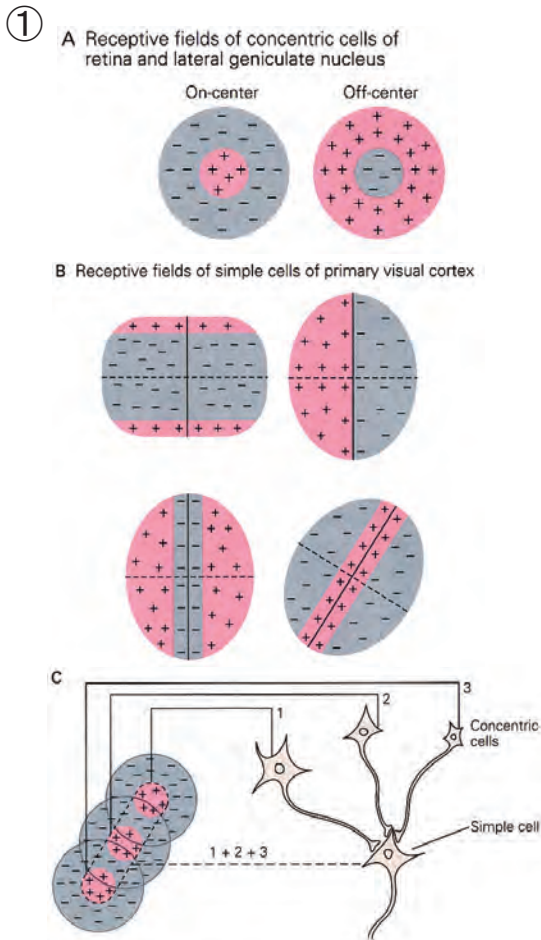 ①
A Receptive fields of concentric cells of
retina and lateral geniculate nucleus
On-center Off-center
B Receptive fields of simple cells of primary visual cortex
C
3
2
1
Concentric
cells
Simple cell
1 + 2 + 3